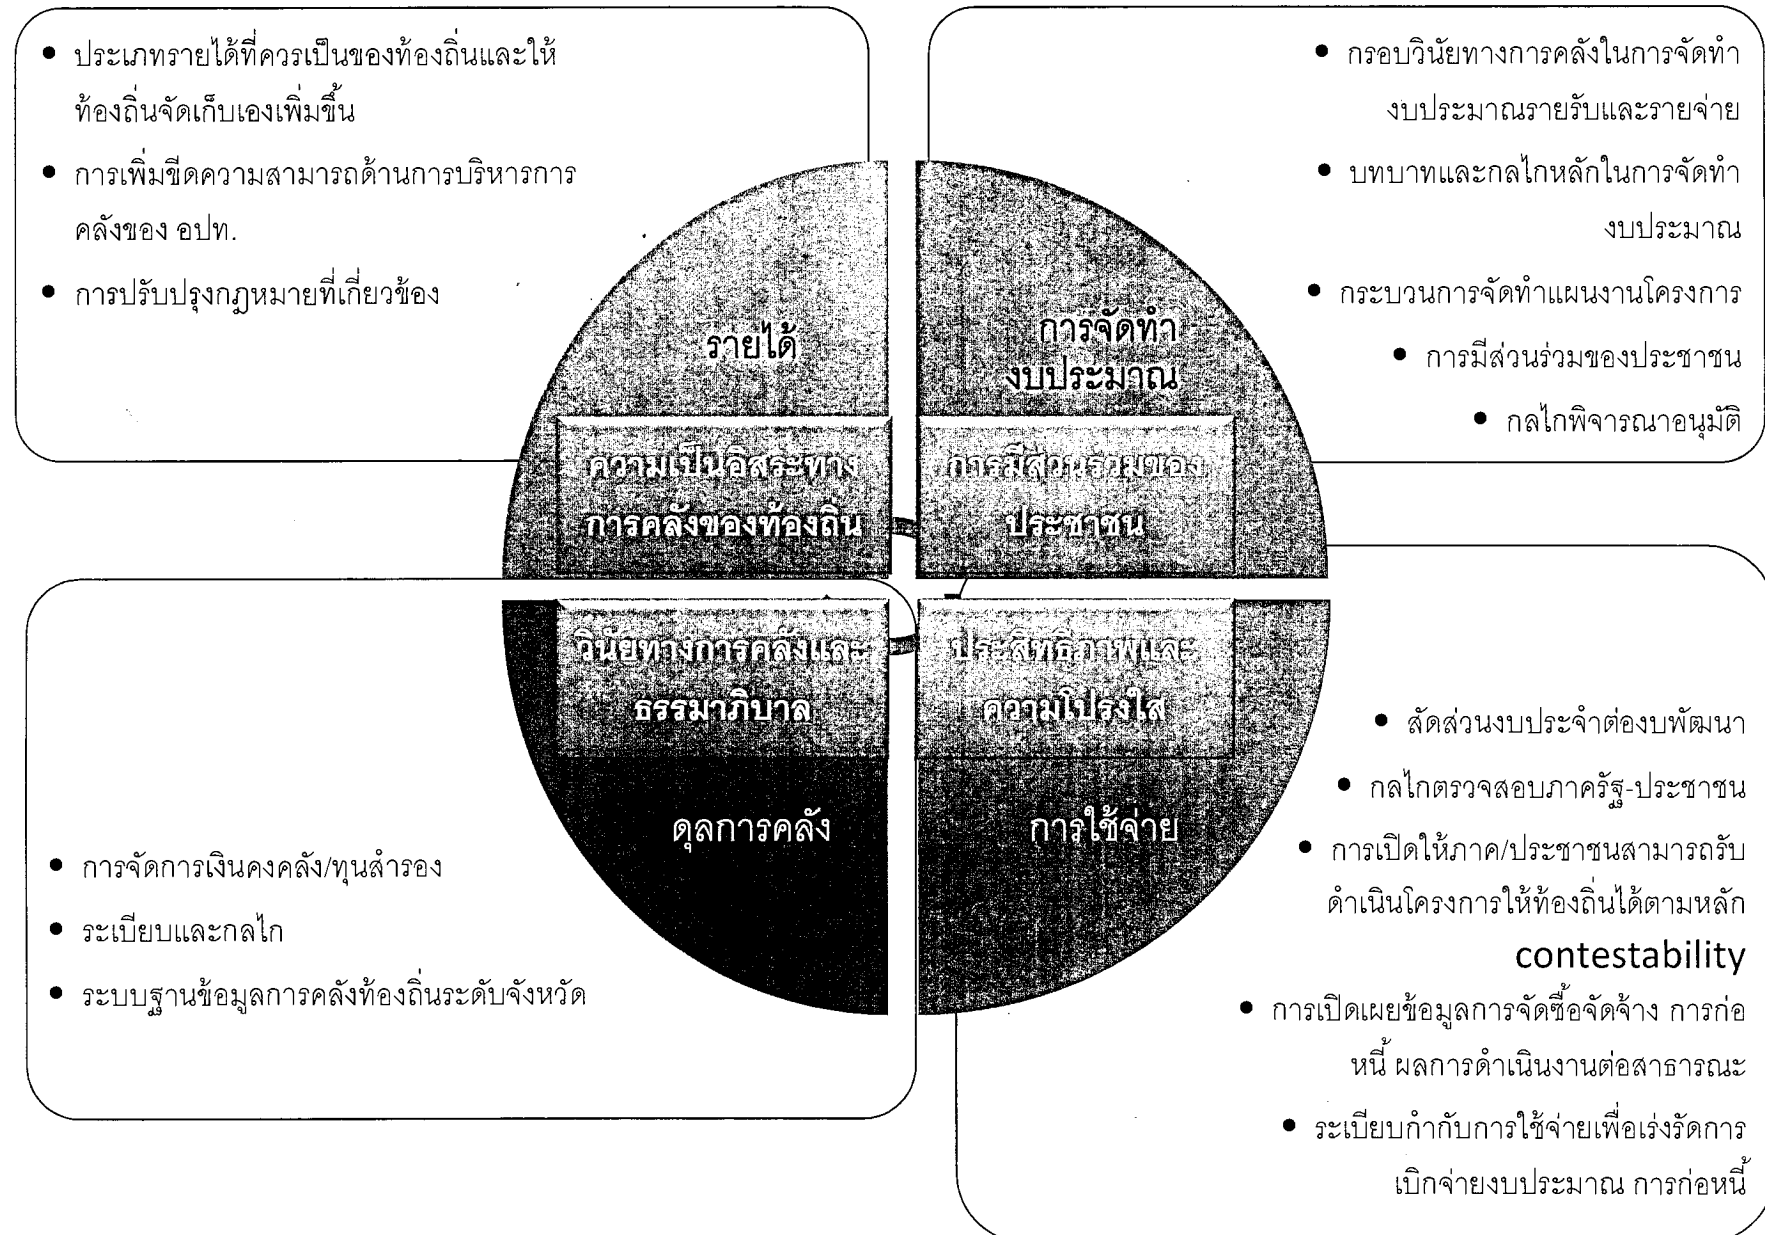 • ประเภทรายได้ที่ควรเป็นของท้องถิ่นและให้
ท้องถิ่นจัดเก็บเองเพิ่มขึ้น
• การเพิ่มขีดความสามารถด้านการบริหารการ
คลังของ อปท.
• การปรับปรุงกฎหมายที่เกี่ยวข้อง
• กรอบวินัยทางการคลังในการจัดทำ
งบประมาณรายรับและรายจ่าย
• บทบาทและกลไกหลักในการจัดทำ
งบประมาณ
• กระบวนการจัดทำแผนงานโครงการ
• การมีส่วนร่วมของประชาชน
• กลไกพิจารณาอนุมัติ
รายได้
ความเป็นอิสระทาง
การคลังของท้องถิ่น
การจัดทำ
งบประมาณ
การมีส่วนร่วมของ
ประชาชน
วินัยทางการคลังและ
ธรรมาภิบาล
ดุลการคลัง
ประสิทธิภาพและ
ความโปร่งใส
การใช้จ่าย
• การจัดการเงินคงคลัง/ทุนสำรอง
• ระเบียบและกลไก
• ระบบฐานข้อมูลการคลังท้องถิ่นระดับจังหวัด
• สัดส่วนงบประจำต่องบพัฒนา
• กลไกตรวจสอบภาครัฐ-ประชาชน
• การเปิดให้ภาค/ประชาชนสามารถรับ
ดำเนินโครงการให้ท้องถิ่นได้ตามหลัก
contestability
• การเปิดเผยข้อมูลการจัดซื้อจัดจ้าง การก่อ
หนี้ ผลการดำเนินงานต่อสาธารณะ
• ระเบียบกำกับการใช้จ่ายเพื่อเร่งรัดการ
เบิกจ่ายงบประมาณ การก่อหนี้